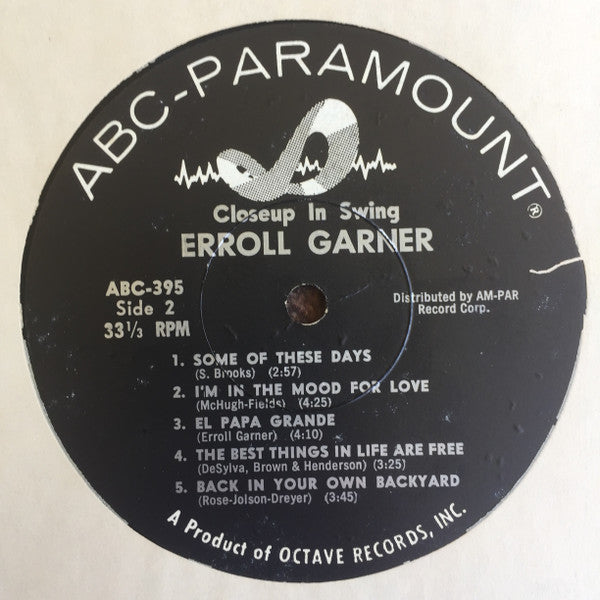 ABC-PARAMOUNT®
Closeup In Swing
ERROLL GARNER
ABC-395
Side 2
33 1/3 RPM
Distributed by AM-PAR
Record Corp.
1. SOME OF THESE DAYS
(S. Brooks) (2:57)
2. I'M IN THE MOOD FOR LOVE
(McHugh-Fields) (4:25)
3. EL PAPA GRANDE
(Erroll Garner) (4:10)
4. THE BEST THINGS IN LIFE ARE FREE
(DeSylva, Brown & Henderson) (3:25)
5. BACK IN YOUR OWN BACKYARD
(Rose-Jolson-Dreyer) (3:45)
A Product of OCTAVE RECORDS, INC.